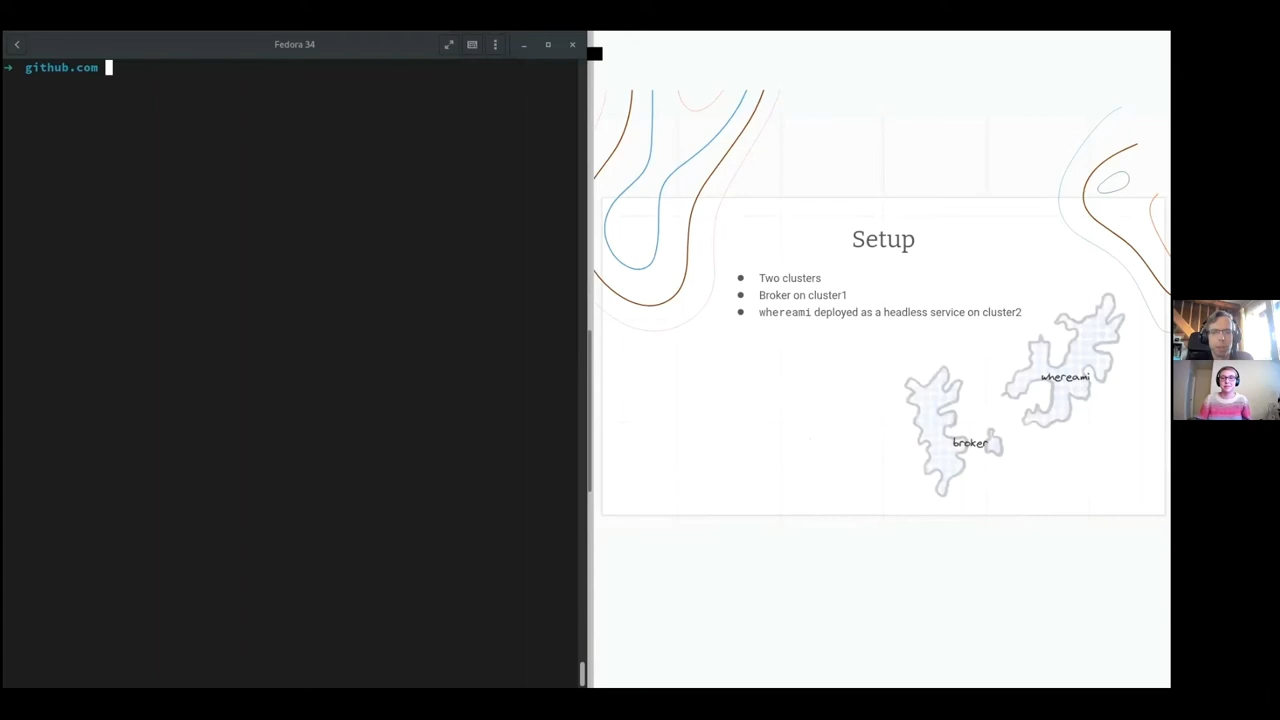 Fedora 34
github.com
Setup
Two clusters
Broker on cluster1
whereami deployed as a headless service on cluster2
whereami
broker